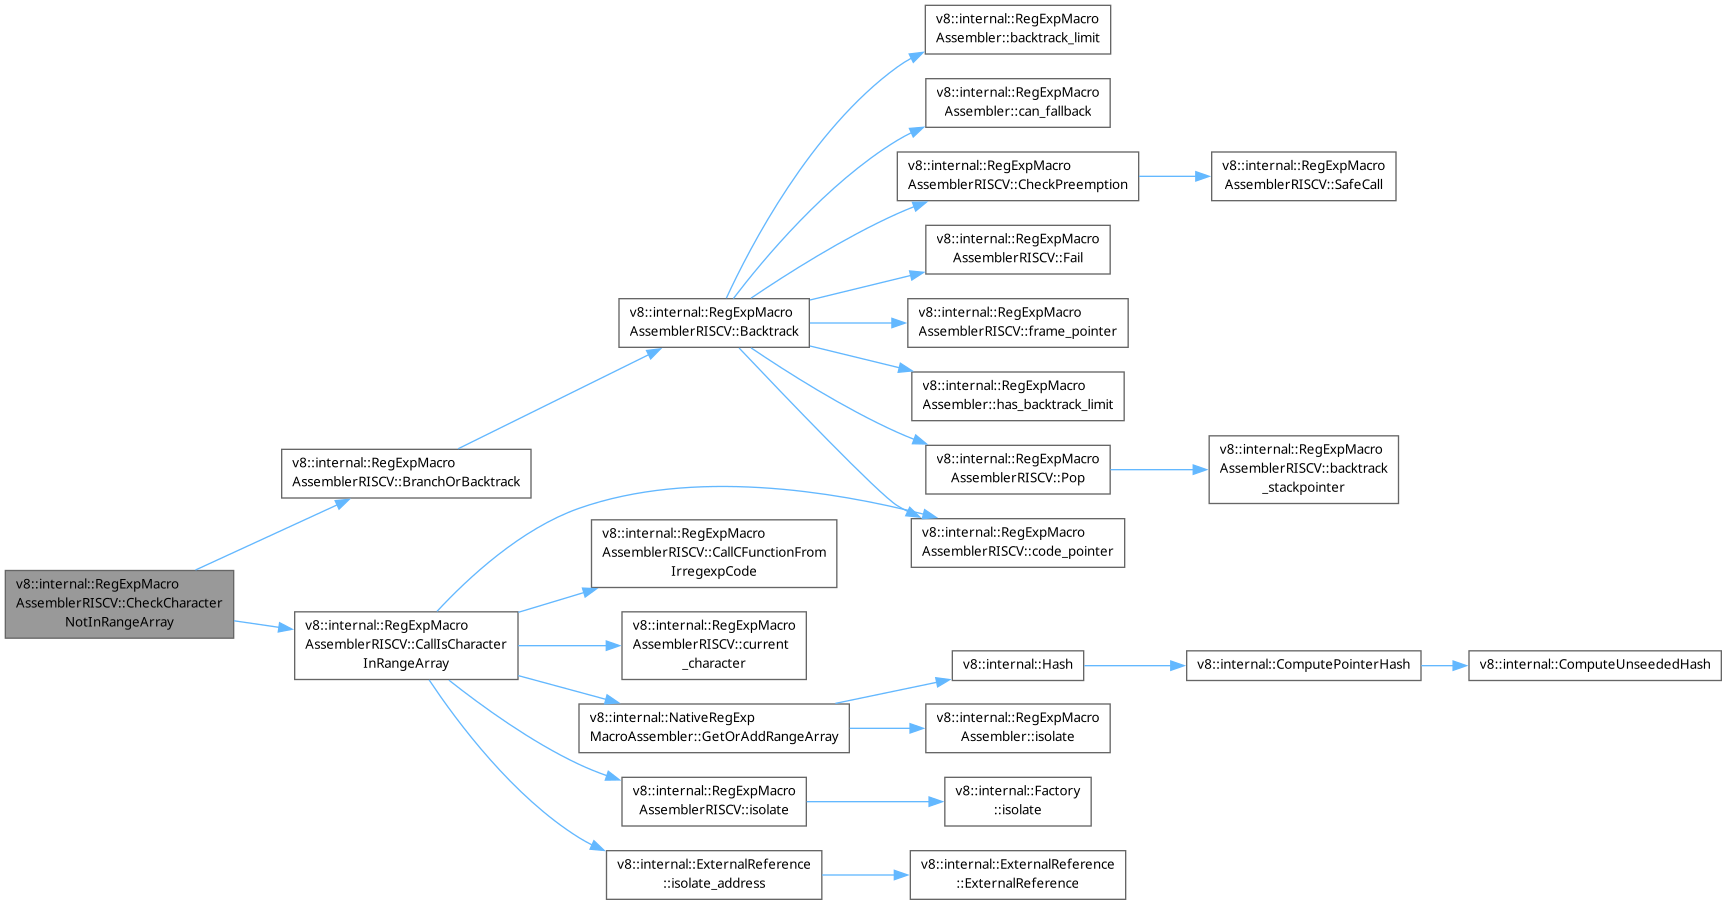 v8::internal::RegExpMacro
Assembler::backtrack_limit
v8::internal::RegExpMacro
Assembler::can_fallback
v8::internal::RegExpMacro
AssemblerRISCV::CheckPreemption
v8::internal::RegExpMacro
AssemblerRISCV::SafeCall
v8::internal::RegExpMacro
AssemblerRISCV::Fail
v8::internal::RegExpMacro
AssemblerRISCV::Backtrack
v8::internal::RegExpMacro
AssemblerRISCV::frame_pointer
v8::internal::RegExpMacro
Assembler::has_backtrack_limit
v8::internal::RegExpMacro
AssemblerRISCV::BranchOrBacktrack
v8::internal::RegExpMacro
AssemblerRISCV::Pop
v8::internal::RegExpMacro
AssemblerRISCV::backtrack
_stackpointer
v8::internal::RegExpMacro
AssemblerRISCV::code_pointer
v8::internal::RegExpMacro
AssemblerRISCV::CallCFunctionFrom
IrregexpCode
v8::internal::RegExpMacro
AssemblerRISCV::CheckCharacter
NotInRangeArray
v8::internal::RegExpMacro
AssemblerRISCV::CallIsCharacter
InRangeArray
v8::internal::RegExpMacro
AssemblerRISCV::current
_character
v8::internal::Hash
v8::internal::ComputePointerHash
v8::internal::ComputeUnseededHash
v8::internal::NativeRegExp
MacroAssembler::GetOrAddRangeArray
v8::internal::RegExpMacro
Assembler::isolate
v8::internal::RegExpMacro
AssemblerRISCV::isolate
v8::internal::Factory
::isolate
v8::internal::ExternalReference
::isolate_address
v8::internal::ExternalReference
::ExternalReference